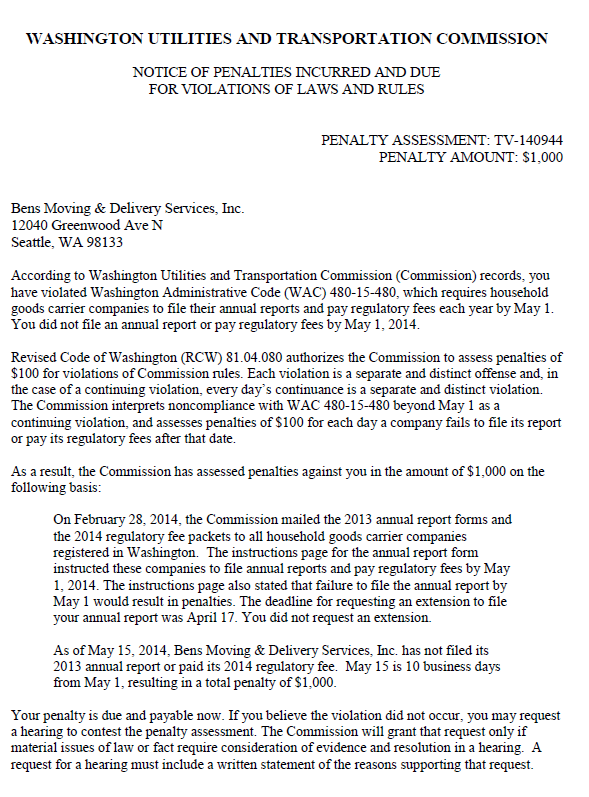 WASHINGTON UTILITIES AND TRANSPORTATION COMMISSION
NOTICE OF PENALTIES INCURRED AND DUE
FOR VIOLATIONS OF LAWS AND RULES
PENALTY ASSESSMENT: TV-140944
PENALTY AMOUNT: $1,000
Bens Moving & Delivery Services, Inc.
12040 Greenwood Ave N
Seattle, WA 98133
According to Washington Utilities and Transportation Commission (Commission) records, you
have violated Washington Administrative Code (WAC) 480-15-480, which requires household
goods carrier companies to file their annual reports and pay regulatory fees each year by May 1.
You did not file an annual report or pay regulatory fees by May 1, 2014.
Revised Code of Washington (RCW) 81.04.080 authorizes the Commission to assess penalties of
$100 for violations of Commission rules. Each violation is a separate and distinct offense and, in
the case of a continuing violation, every day's continuance is a separate and distinct violation.
The Commission interprets noncompliance with WAC 480-15-480 beyond May 1 as a
continuing violation, and assesses penalties of $100 for each day a company fails to file its report
or pay its regulatory fees after that date.
As a result, the Commission has assessed penalties against you in the amount of $1,000 on the
following basis:
On February 28, 2014, the Commission mailed the 2013 annual report forms and
the 2014 regulatory fee packets to all household goods carrier companies
registered in Washington. The instructions page for the annual report form
instructed these companies to file annual reports and pay regulatory fees by May
1, 2014. The instructions page also stated that failure to file the annual report by
May 1 would result in penalties. The deadline for requesting an extension to file
your annual report was April 17. You did not request an extension.
As of May 15, 2014, Bens Moving & Delivery Services, Inc. has not filed its
2013 annual report or paid its 2014 regulatory fee. May 15 is 10 business days
from May 1, resulting in a total penalty of $1,000.
Your penalty is due and payable now. If you believe the violation did not occur, you may request
a hearing to contest the penalty assessment. The Commission will grant that request only if
material issues of law or fact require consideration of evidence and resolution in a hearing. A
request for a hearing must include a written statement of the reasons supporting that request.